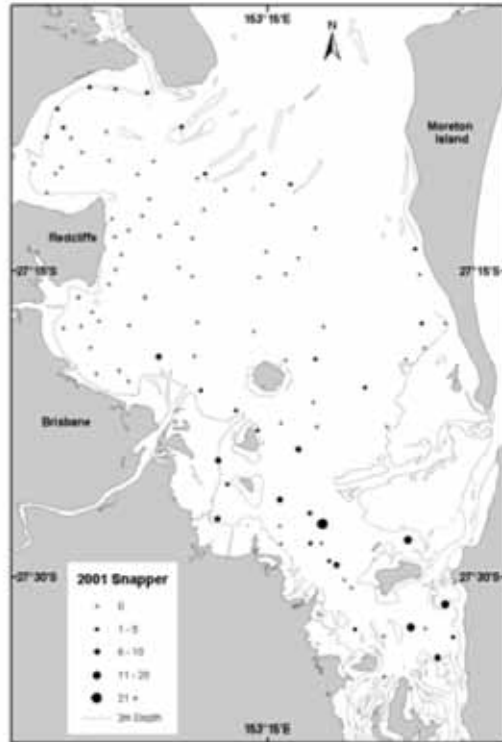 153°15'E
N
Moreton
Island
Redcliffe
27°15'S
27°15'S
Brisbane
27°30'S
27°30'S
2001 Snapper
0
1 - 5
6 - 10
11 - 20
21 +
2m Depth
153°15'E